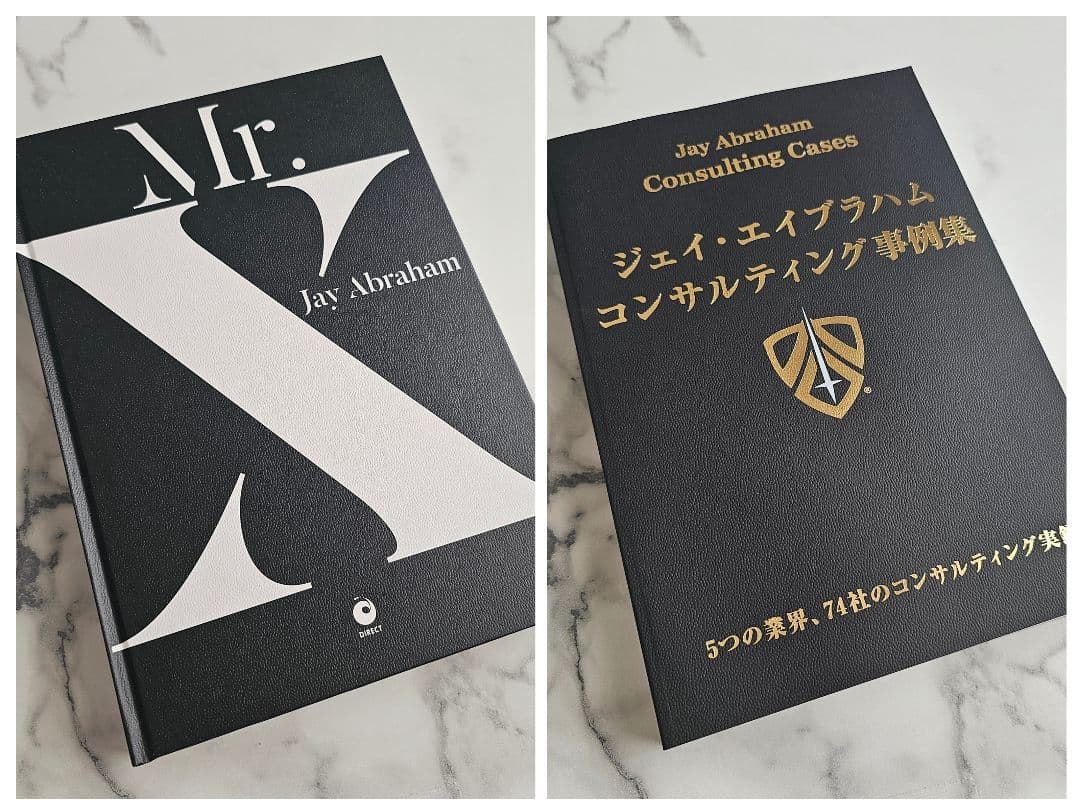 Mr.
X
Jay Abraham
DIRECT
Jay Abraham
Consulting Cases
ジェイ・エイブラハム
コンサルティング事例集
®
5つの業界、74社のコンサルティング実